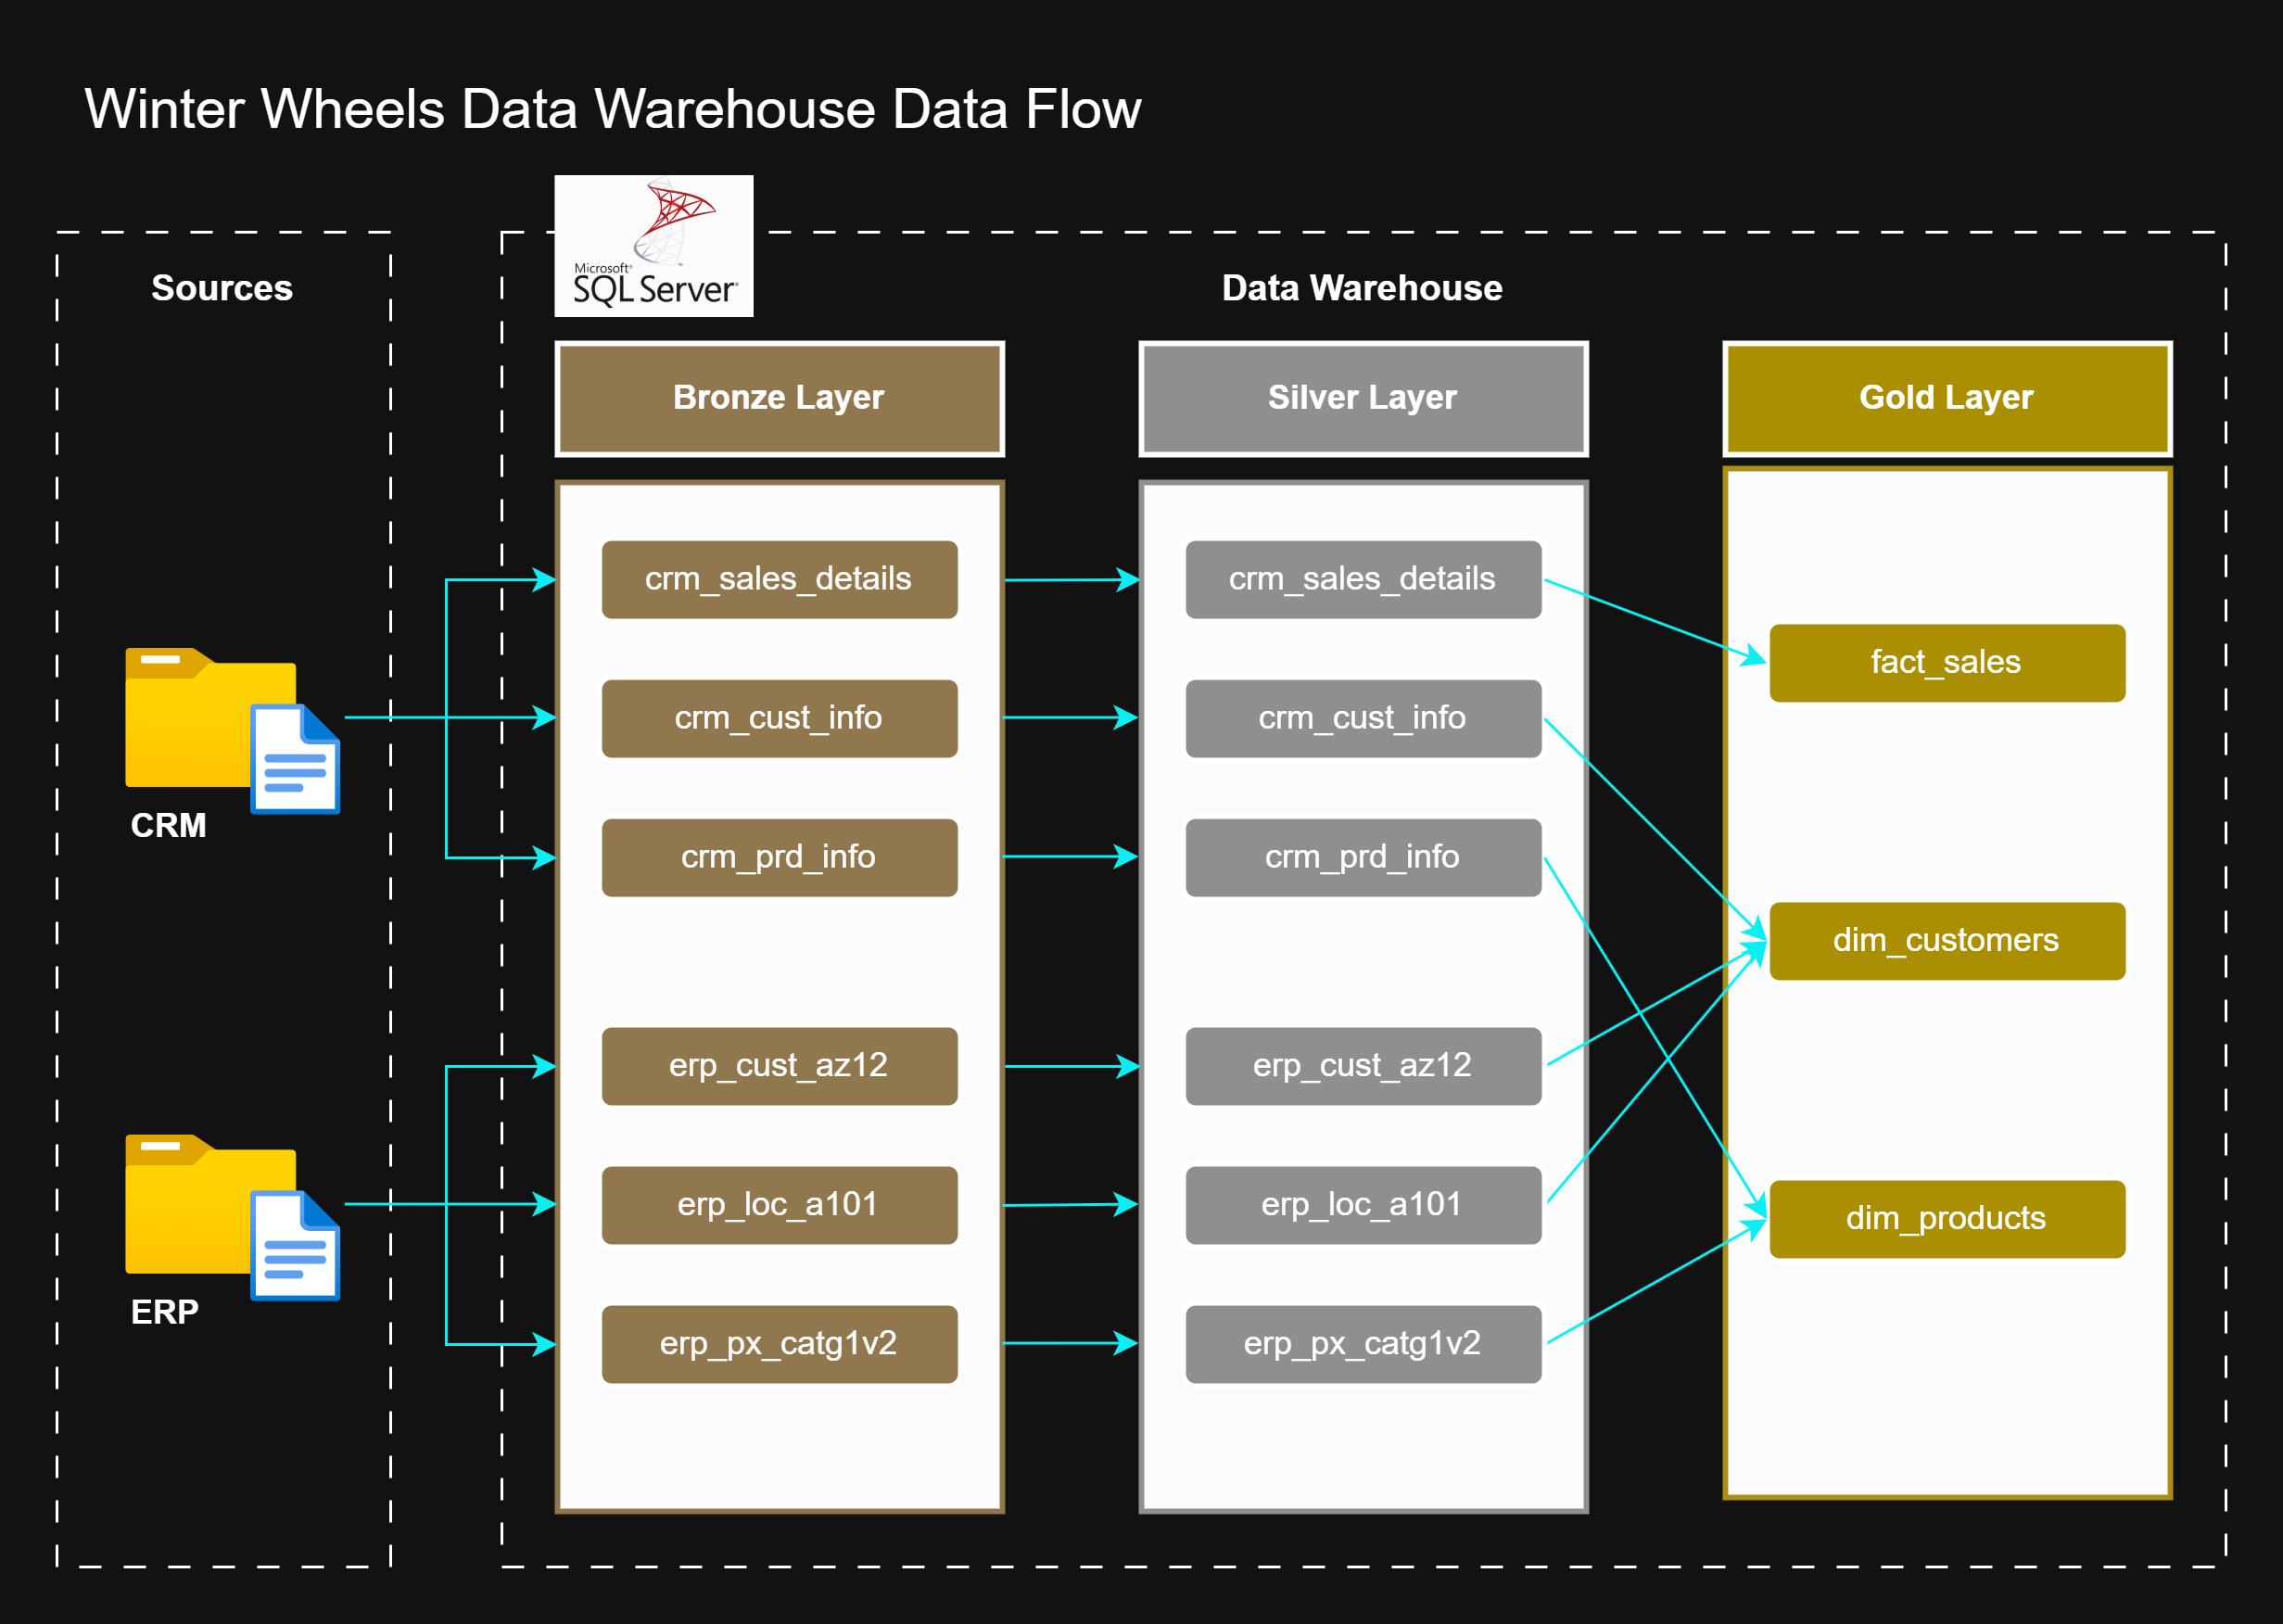 Winter Wheels Data Warehouse Data Flow
Microsoft®
SQL Server®
Sources
Data Warehouse
Bronze Layer
Silver Layer
Gold Layer
crm_sales_details
crm_cust_info
crm_prd_info
erp_cust_az12
erp_loc_a101
erp_px_catg1v2
crm_sales_details
crm_cust_info
crm_prd_info
erp_cust_az12
erp_loc_a101
erp_px_catg1v2
fact_sales
dim_customers
dim_products
CRM
ERP